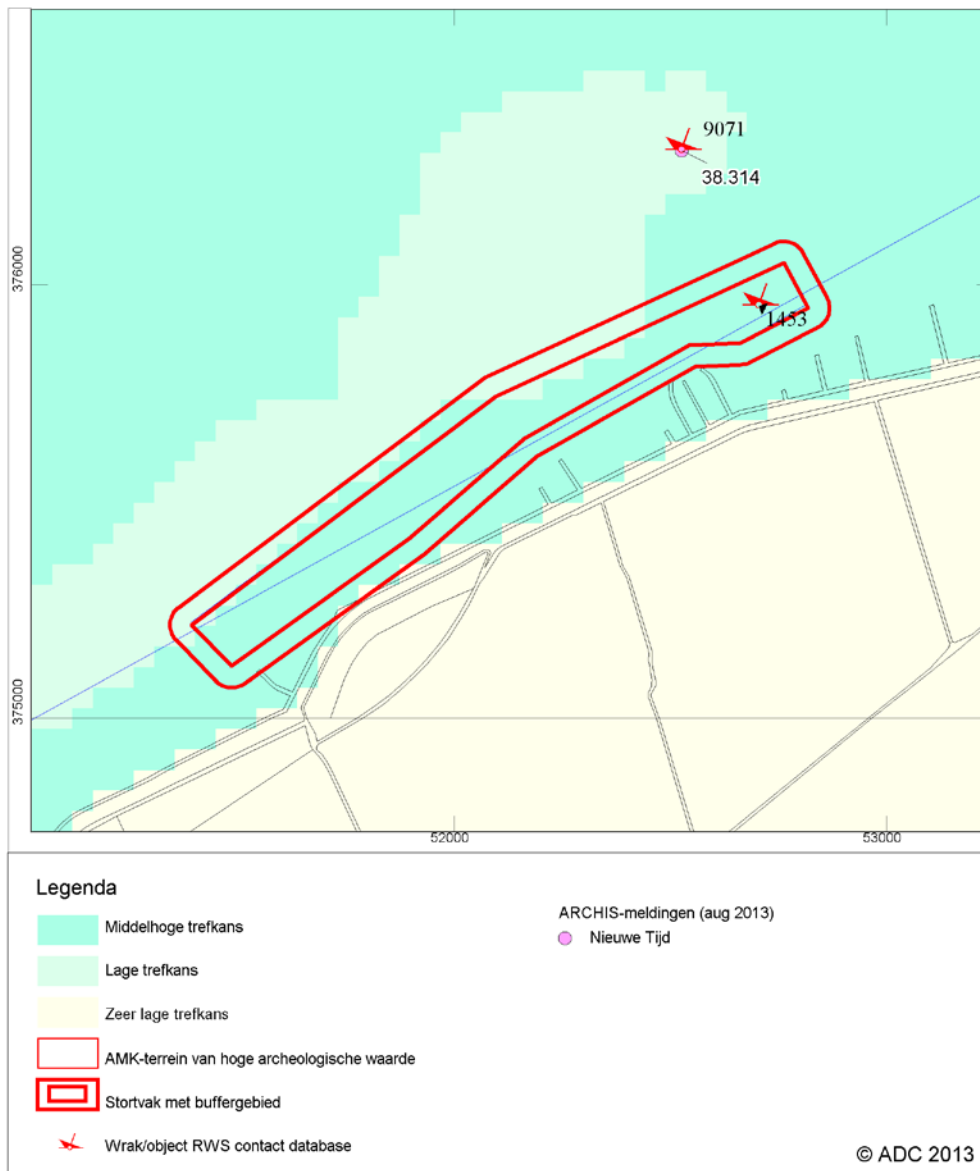 9071
38.314
376000
1453
375000
52000
53000
Legenda
Middelhoge trefkans
Lage trefkans
Zeer lage trefkans
AMK-terrein van hoge archeologische waarde
Stortvak met buffergebied
Wrak/object RWS contact database
ARCHIS-meldingen (aug 2013)
Nieuwe Tijd
© ADC 2013